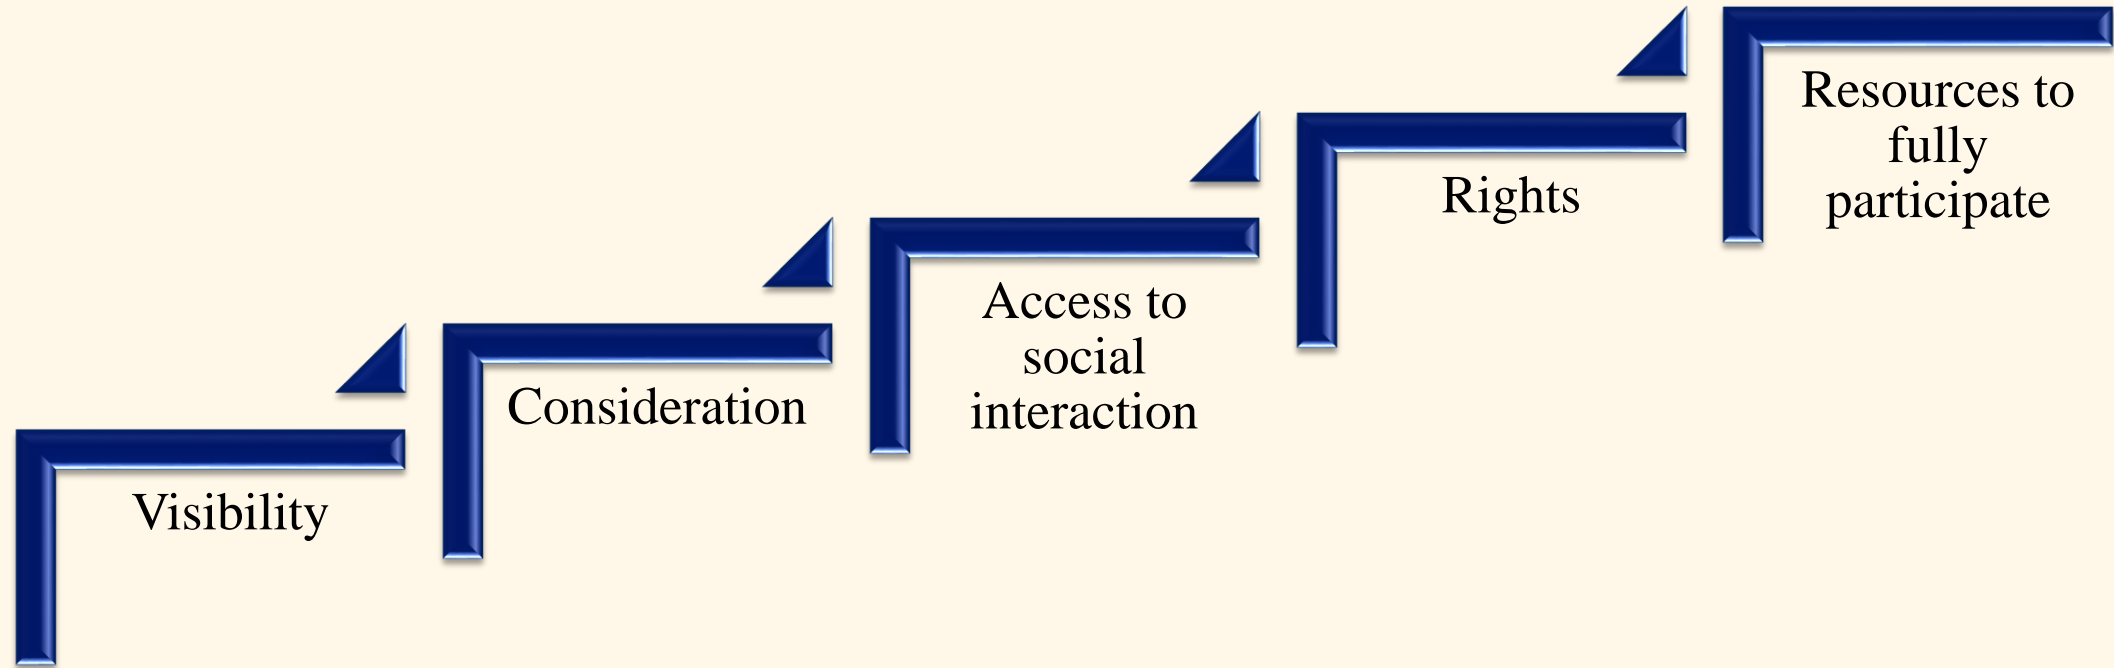 Visibility
Consideration
Access to
social
interaction
Rights
Resources to
fully
participate